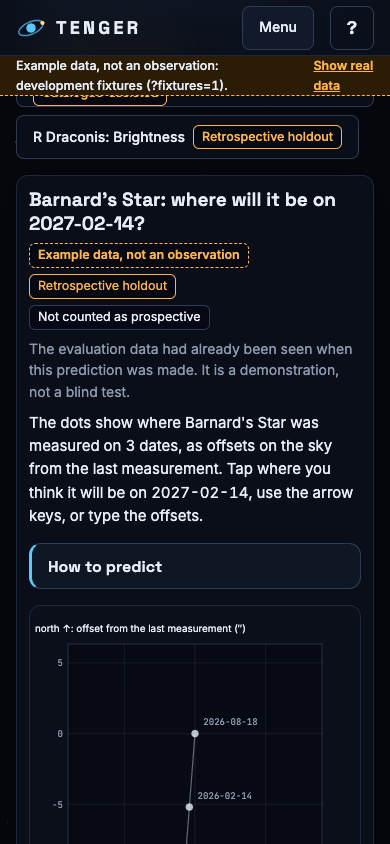 TENGER
Menu
?
Example data, not an observation:
development fixtures (?fixtures=1).
Show real
data
R Draconis: Brightness
Retrospective holdout
Barnard's Star: where will it be on
2027-02-14?
Example data, not an observation
Retrospective holdout
Not counted as prospective
The evaluation data had already been seen when
this prediction was made. It is a demonstration,
not a blind test.
The dots show where Barnard's Star was
measured on 3 dates, as offsets on the sky
from the last measurement. Tap where you
think it will be on 2027-02-14, use the arrow
keys, or type the offsets.
How to predict
north ↑: offset from the last measurement (″)
5
2026-08-18
0
2026-02-14
-5